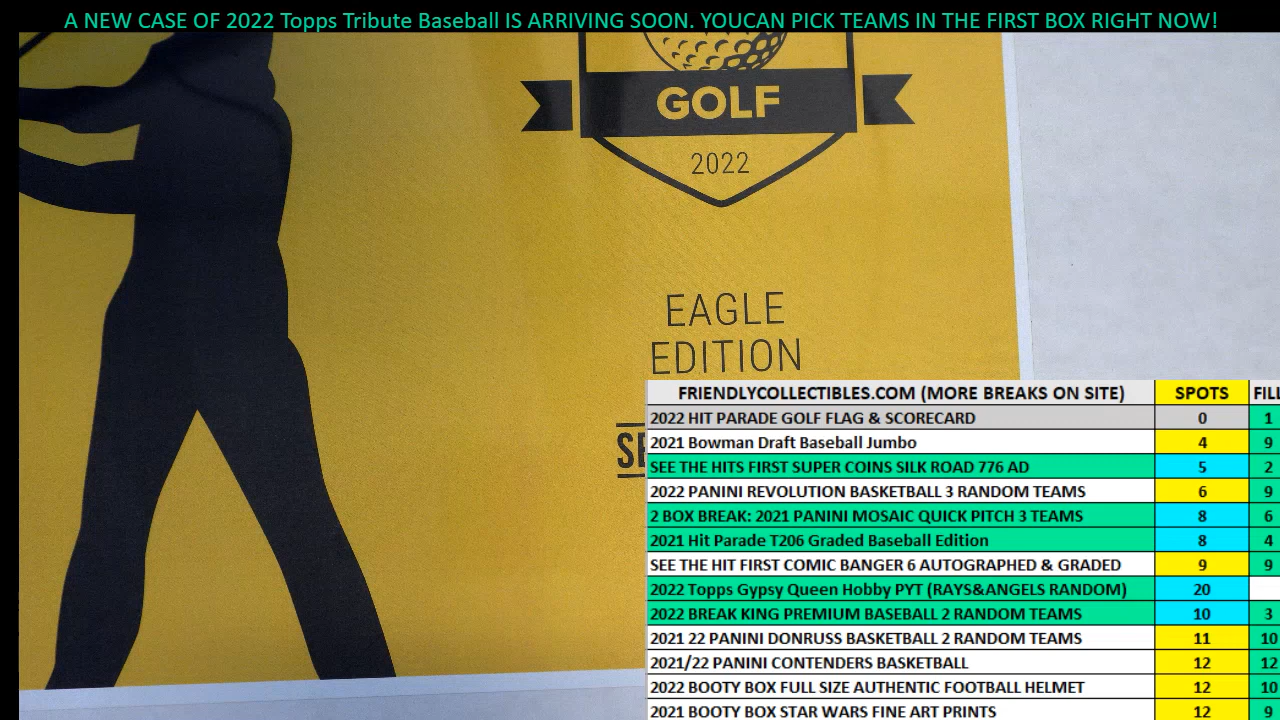 A NEW CASE OF 2022 Topps Tribute Baseball IS ARRIVING SOON. YOUCAN PICK TEAMS IN THE FIRST BOX RIGHT NOW!
GOLF
2022
EAGLE
EDITION
FRIENDLYCOLLECTIBLES.COM (MORE BREAKS ON SITE) SPOTS
2022 HIT PARADE GOLF FLAG & SCORECARD 0 1
2021 Bowman Draft Baseball Jumbo 4 9
SEE THE HITS FIRST SUPER COINS SILK ROAD 776 AD 5 2
2022 PANINI REVOLUTION BASKETBALL 3 RANDOM TEAMS 6 9
2 BOX BREAK: 2021 PANINI MOSAIC QUICK PITCH 3 TEAMS 8 6
2021 Hit Parade T206 Graded Baseball Edition 8 4
SEE THE HIT FIRST COMIC BANGER 6 AUTOGRAPHED & GRADED 9 9
2022 Topps Gypsy Queen Hobby PYT (RAYS&ANGELS RANDOM) 20
2022 BREAK KING PREMIUM BASEBALL 2 RANDOM TEAMS 10 3
2021 22 PANINI DONRUSS BASKETBALL 2 RANDOM TEAMS 11 10
2021/22 PANINI CONTENDERS BASKETBALL 12 12
2022 BOOTY BOX FULL SIZE AUTHENTIC FOOTBALL HELMET 12 10
2021 BOOTY BOX STAR WARS FINE ART PRINTS 12 9